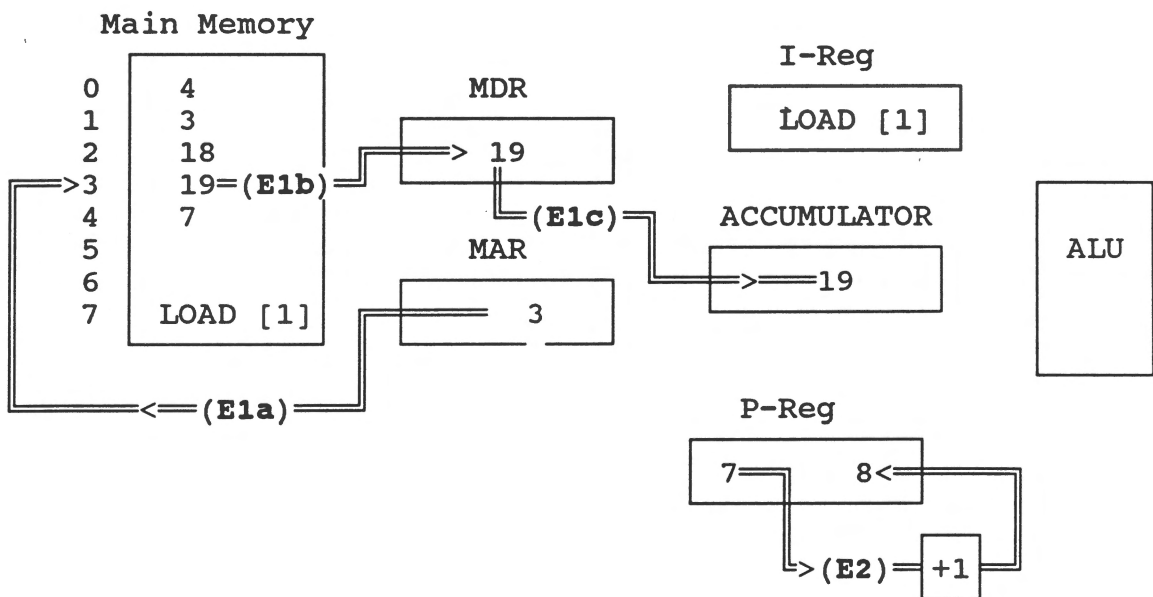 Main Memory
I-Reg
0 4 MDR
1 3 LOAD [1]
2 18 > 19
>3 19=(E1b)
4 7 (E1c) ACCUMULATOR
5 MAR ALU
6 >19
7 LOAD [1] 3
<(E1a)
P-Reg
7 8<
>(E2) +1